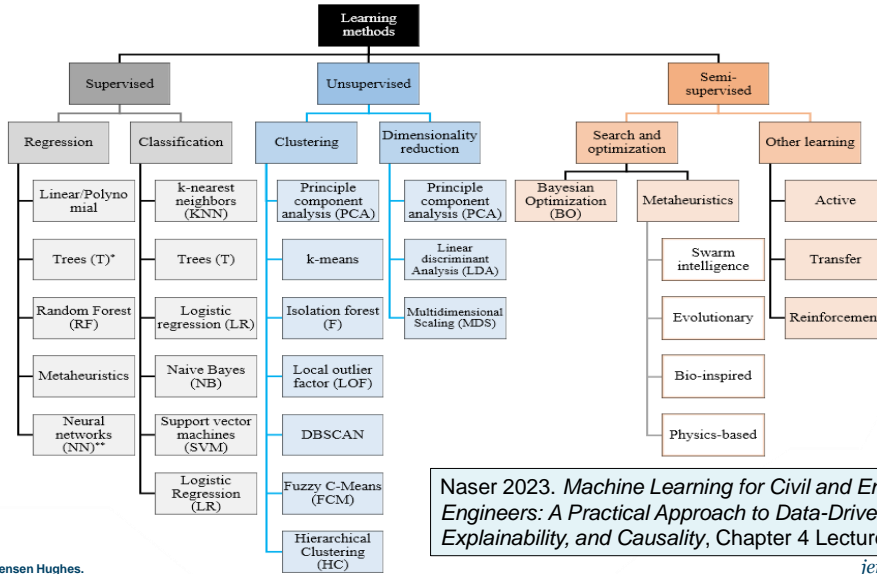 Learning
methods
Supervised
Unsupervised
Semi-
supervised
Regression
Classification
Clustering
Dimensionality
reduction
Search and
optimization
Other learning
Linear/Polyno
mial
k-nearest
neighbors
(KNN)
Principle
component
analysis (PCA)
Principle
component
analysis (PCA)
Bayesian
Optimization
(BO)
Metaheuristics
Active
Trees (T)*
Trees (T)
k-means
Linear
discriminant
Analysis (LDA)
Swarm
intelligence
Transfer
Random Forest
(RF)
Logistic
regression (LR)
Isolation forest
(F)
Multidimensional
Scaling (MDS)
Evolutionary
Reinforcement
Metaheuristics
Naive Bayes
(NB)
Local outlier
factor (LOF)
Bio-inspired
Neural
networks
(NN)**
Support vector
machines
(SVM)
DBSCAN
Physics-based
Logistic
Regression
(LR)
Fuzzy C-Means
(FCM)
Hierarchical
Clustering
(HC)
Naser 2023. Machine Learning for Civil and En
Engineers: A Practical Approach to Data-Drive
Explainability, and Causality, Chapter 4 Lecture
ensen Hughes.
je